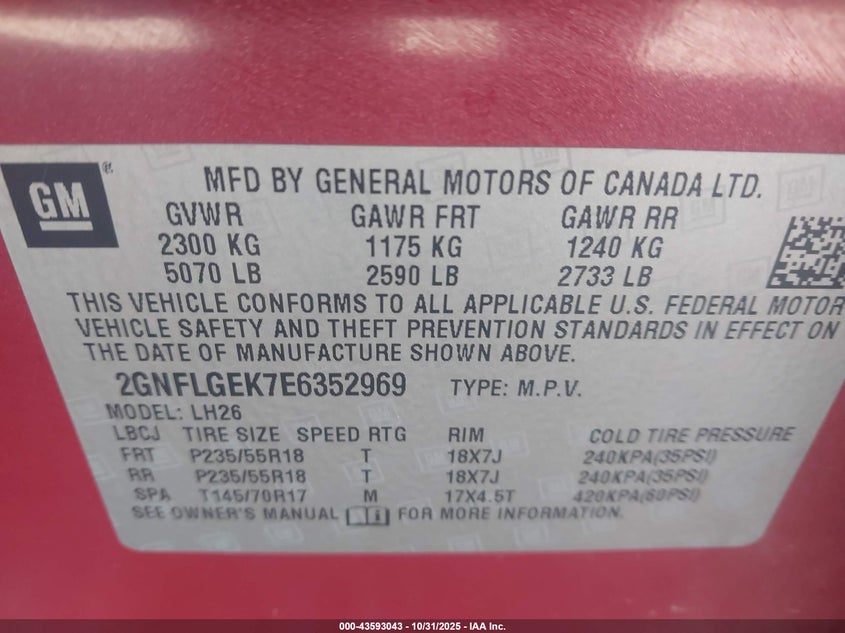 GM
MFD BY GENERAL MOTORS OF CANADA LTD.
GVWR GAWR FRT GAWR RR
2300 KG 1175 KG 1240 KG
5070 LB 2590 LB 2733 LB
THIS VEHICLE CONFORMS TO ALL APPLICABLE U.S. FEDERAL MOTOR
VEHICLE SAFETY AND THEFT PREVENTION STANDARDS IN EFFECT ON
THE DATE OF MANUFACTURE SHOWN ABOVE.
2GNFLGEK7E6352969 TYPE: M.P.V.
MODEL: LH26
LBCJ TIRE SIZE SPEED RTG RIM COLD TIRE PRESSURE
FRT P235/55R18 T 18X7J 240KPA(35PSI)
RR P235/55R18 T 18X7J 240KPA(35PSI)
SPA T145/70R17 M 17X4.5T 420KPA(60PSI)
SEE OWNER'S MANUAL FOR MORE INFORMATION.
000-43593043 - 10/31/2025 - IAA Inc.